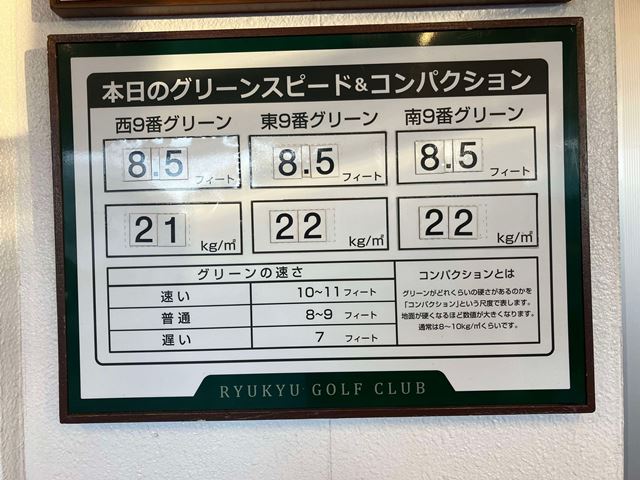 本日のグリーンスピード&コンパクション
西9番グリーン 東9番グリーン 南9番グリーン
8.5 フィート 8.5 フィート 8.5 フィート
21 kg/㎡ 22 kg/㎡ 22 kg/㎡
グリーンの速さ
速い 10~11 フィート
普通 8~9 フィート
遅い 7 フィート
コンパクションとは
グリーンがどれくらいの硬さがあるのかを
「コンパクション」という尺度で表します。
地面が硬くなるほど数値が大きくなります。
通常は8~10kg/㎡くらいです。
RYUKYU GOLF CLUB